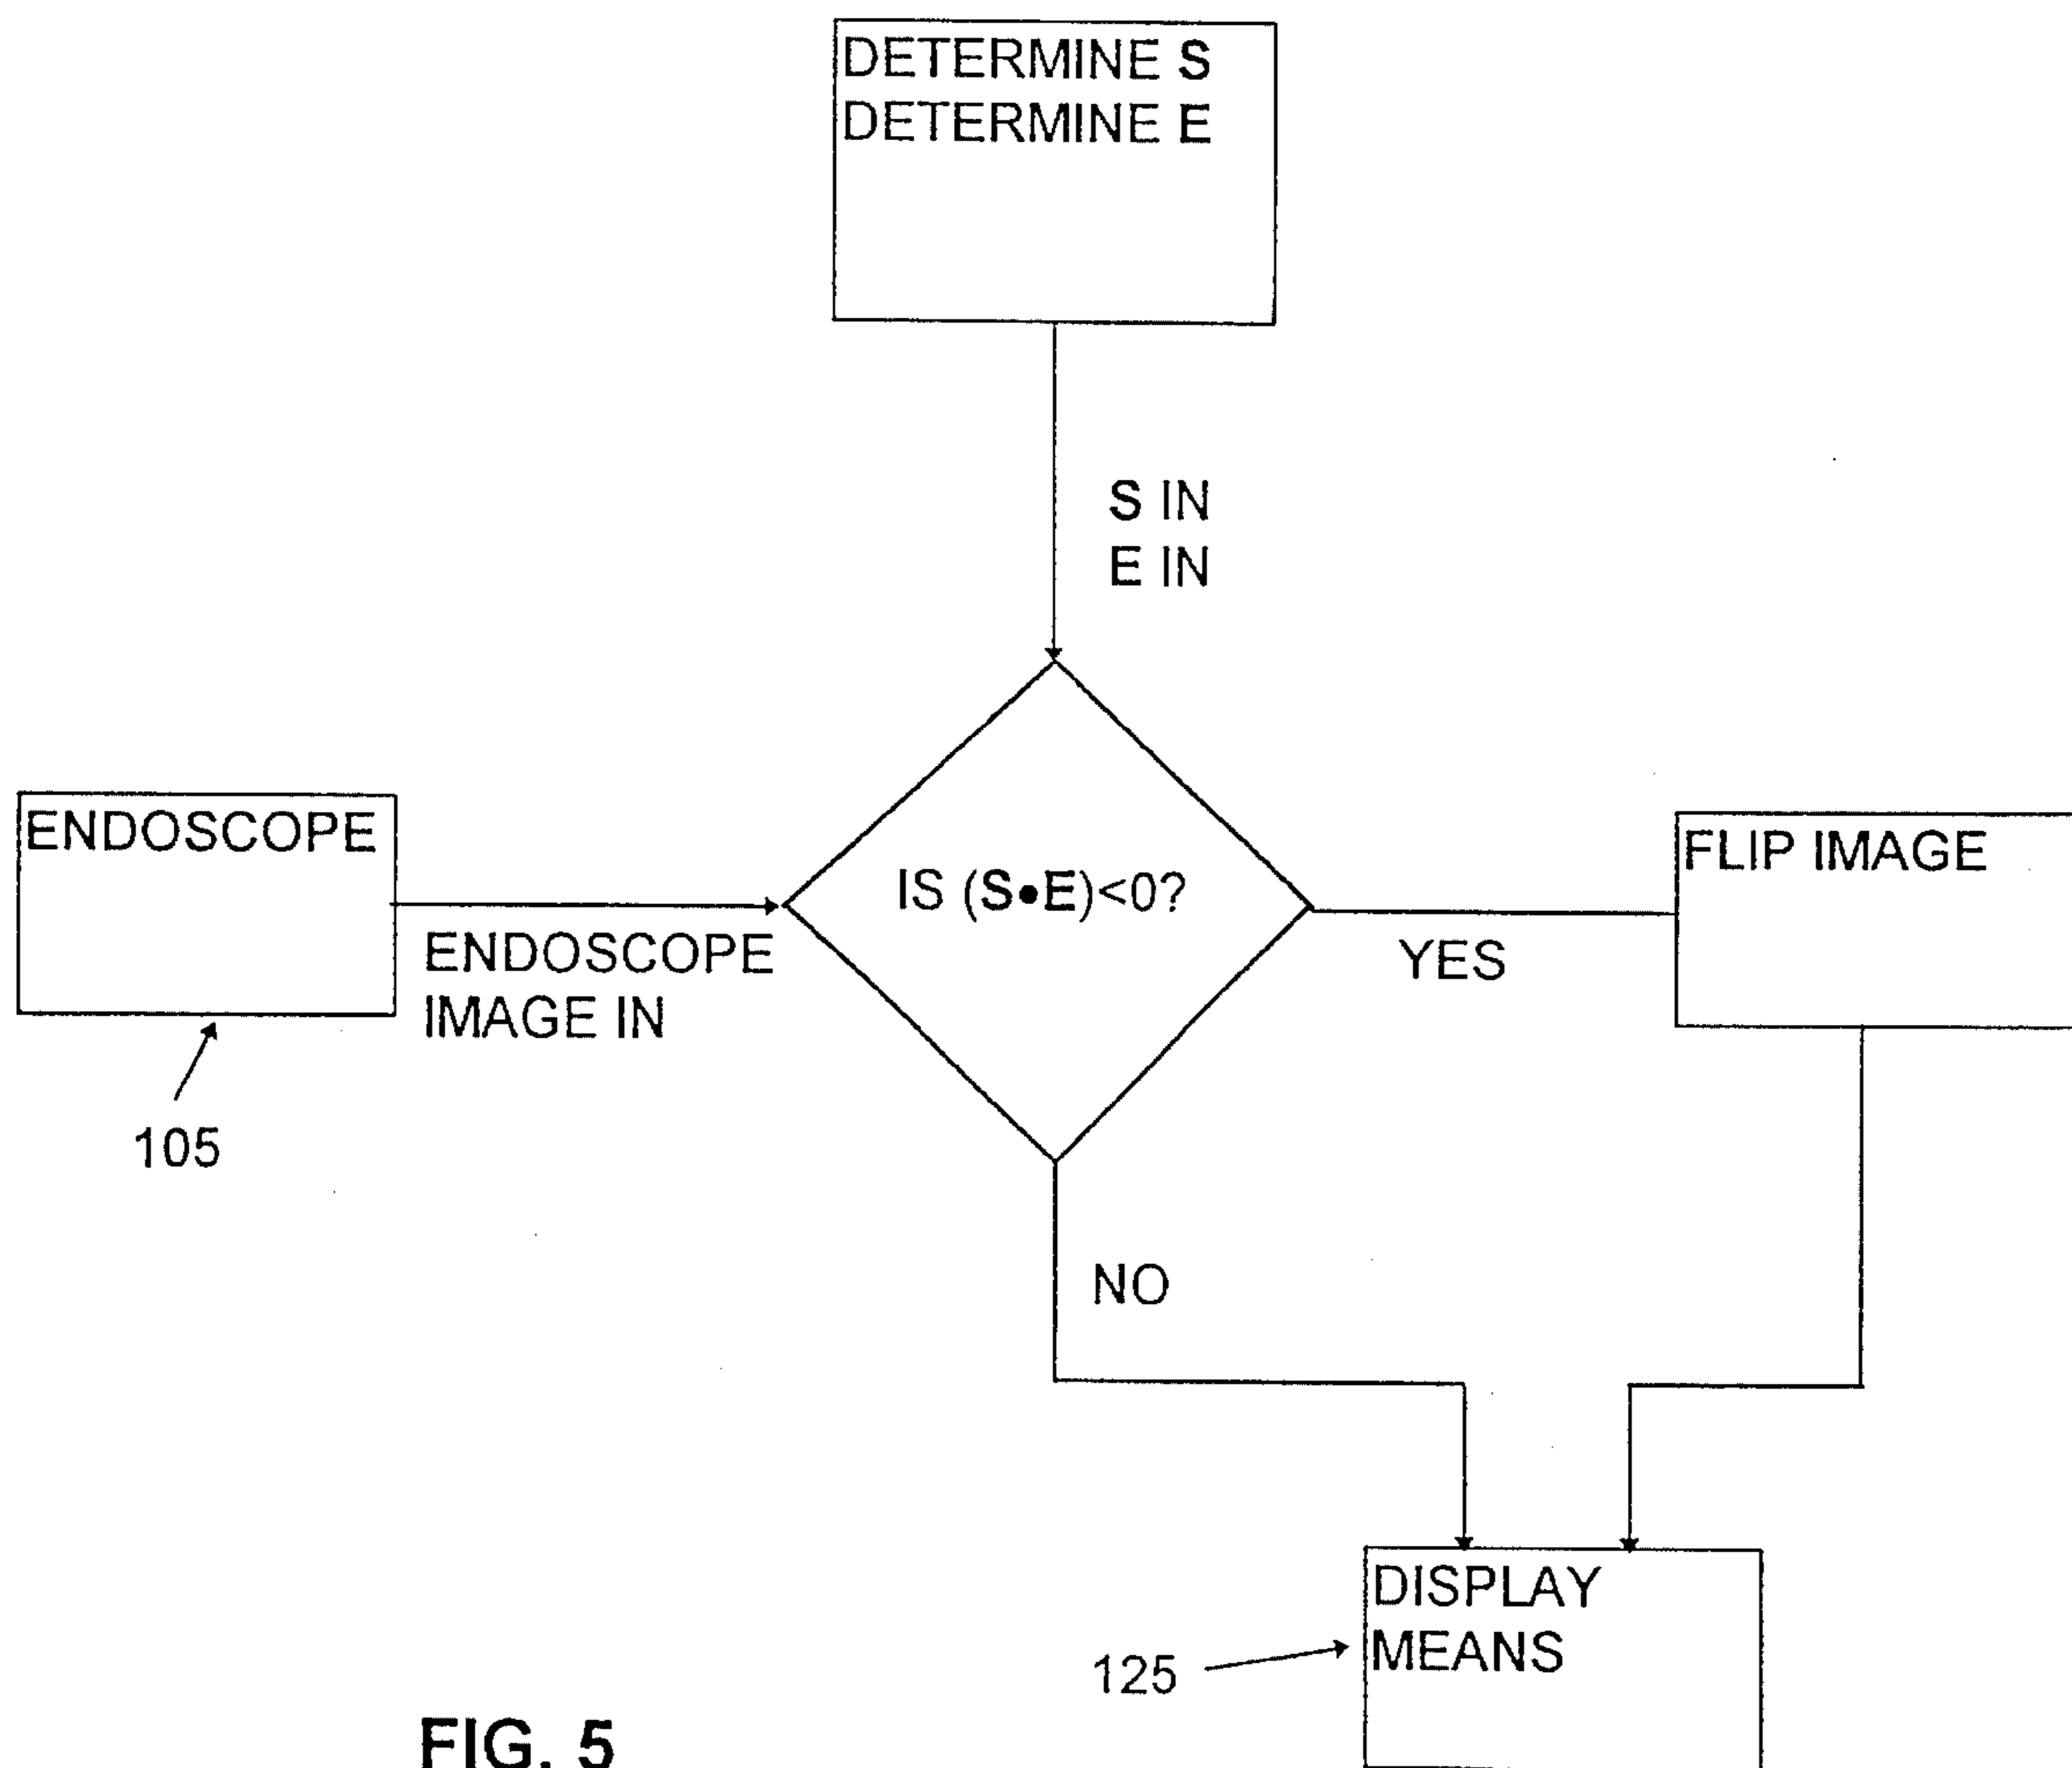 DETERMINE S
DETERMINE E
S IN
E IN
ENDOSCOPE
IS (S•E)<0?
FLIP IMAGE
ENDOSCOPE
IMAGE IN
YES
105
NO
DISPLAY
MEANS
125
FIG. 5